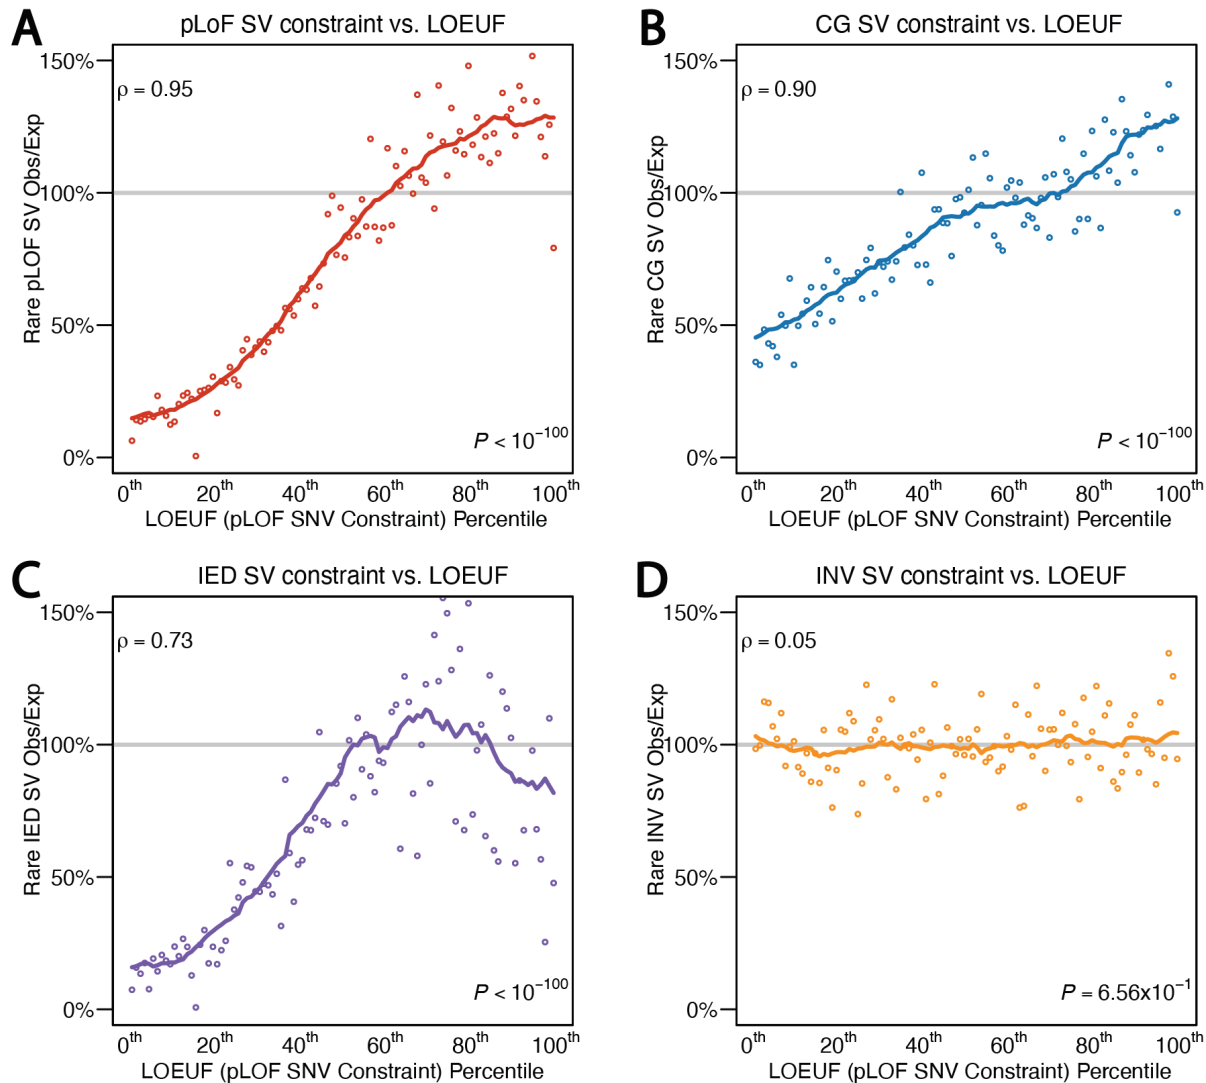 A
pLoF SV constraint vs. LOEUF
Rare pLOF SV Obs/Exp
150%
100%
50%
0%
ρ = 0.95
P < 10⁻¹⁰⁰
0th 20th 40th 60th 80th 100th
LOEUF (pLOF SNV Constraint) Percentile
B
CG SV constraint vs. LOEUF
Rare CG SV Obs/Exp
150%
100%
50%
0%
ρ = 0.90
P < 10⁻¹⁰⁰
0th 20th 40th 60th 80th 100th
LOEUF (pLOF SNV Constraint) Percentile
C
IED SV constraint vs. LOEUF
Rare IED SV Obs/Exp
150%
100%
50%
0%
ρ = 0.73
P < 10⁻¹⁰⁰
0th 20th 40th 60th 80th 100th
LOEUF (pLOF SNV Constraint) Percentile
D
INV SV constraint vs. LOEUF
Rare INV SV Obs/Exp
150%
100%
50%
0%
ρ = 0.05
P = 6.56x10⁻¹
0th 20th 40th 60th 80th 100th
LOEUF (pLOF SNV Constraint) Percentile